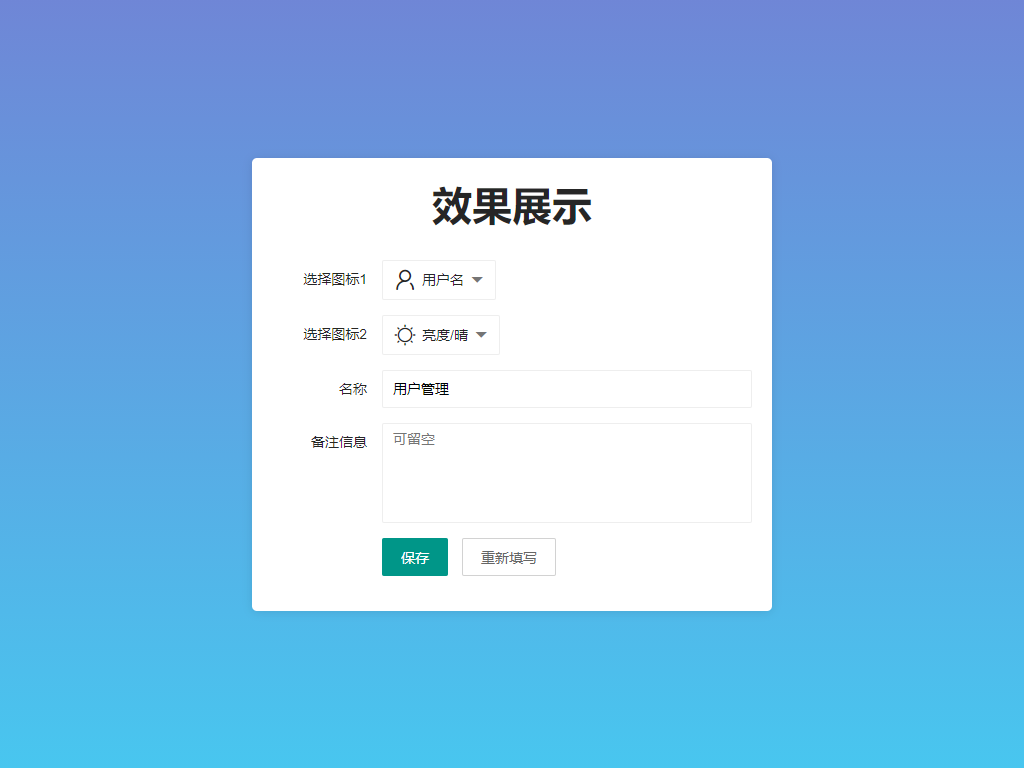 效果展示
选择图标1 用户名
选择图标2 亮度/晴
名称 用户管理
备注信息 可留空
保存 重新填写